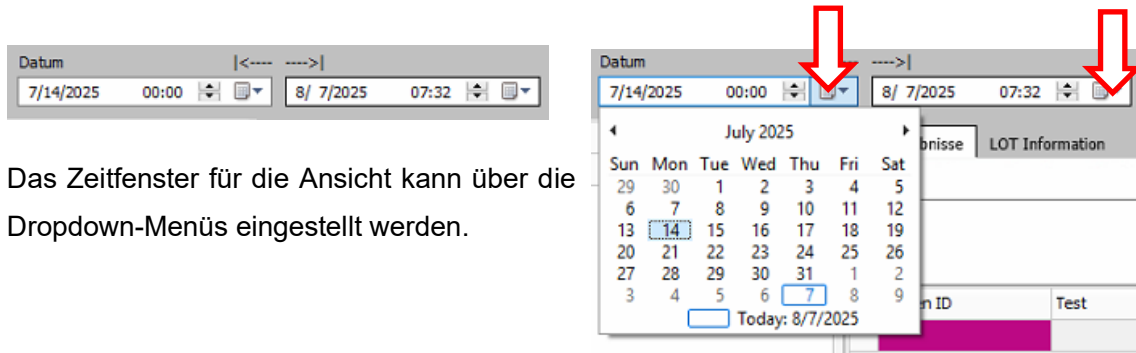 Datum |<---- ---->|
7/14/2025 00:00 8/ 7/2025 07:32
Das Zeitfenster für die Ansicht kann über die
Dropdown-Menüs eingestellt werden.
Datum ---->|
7/14/2025 00:00 8/ 7/2025 07:32
July 2025
bnisse LOT Information
Sun Mon Tue Wed Thu Fri Sat
29 30 1 2 3 4 5
6 7 8 9 10 11 12
13 14 15 16 17 18 19
20 21 22 23 24 25 26
27 28 29 30 31 1 2
3 4 5 6 7 8 9
Today: 8/7/2025
n ID Test